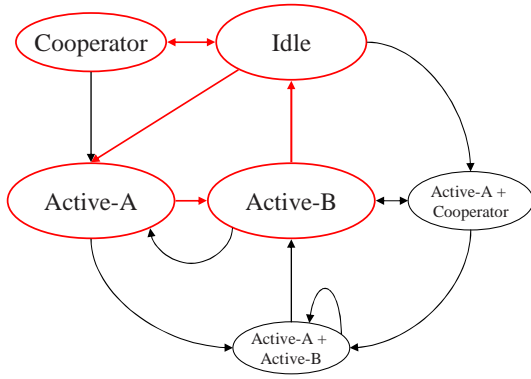 Cooperator
Idle
Active-A
Active-B
Active-A +
Cooperator
Active-A +
Active-B